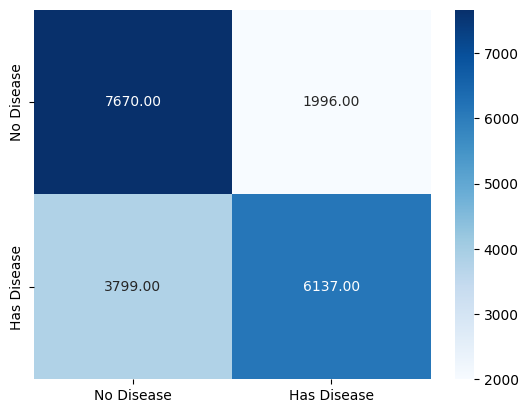 No Disease
7670.00
1996.00
Has Disease
3799.00
6137.00
No Disease
Has Disease
7000
6000
5000
4000
3000
2000